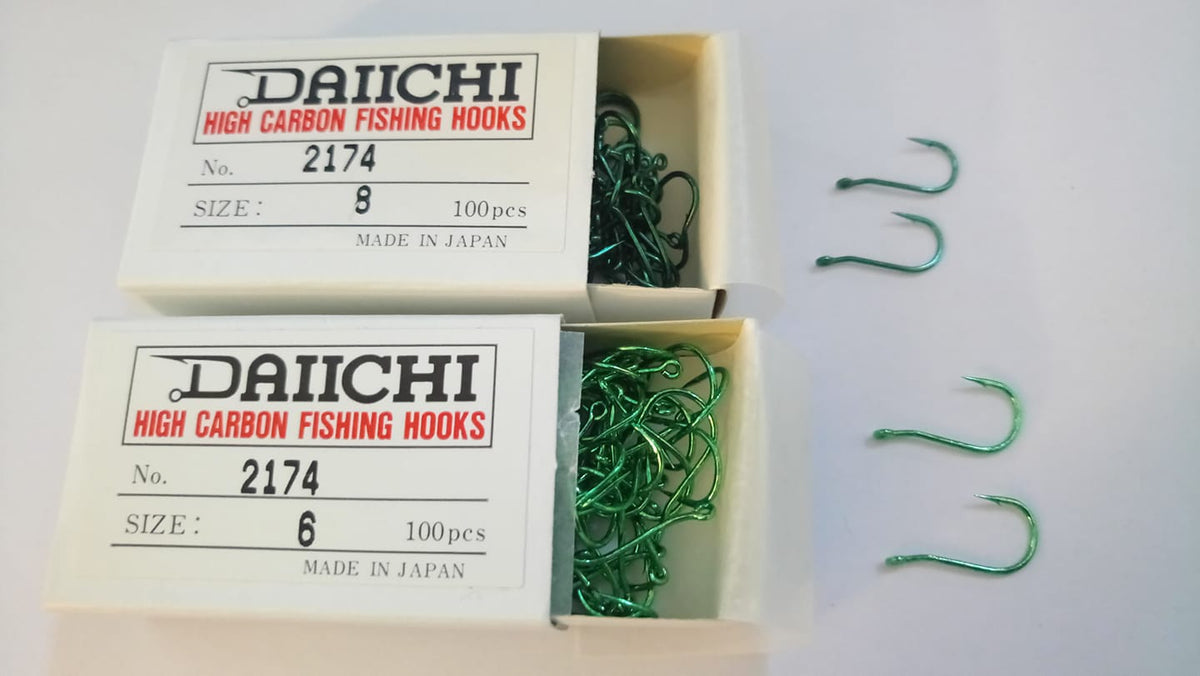 DAIICHI
HIGH CARBON FISHING HOOKS
No. 2174
SIZE: 8 100pcs
MADE IN JAPAN
DAIICHI
HIGH CARBON FISHING HOOKS
No. 2174
SIZE: 6 100pcs
MADE IN JAPAN